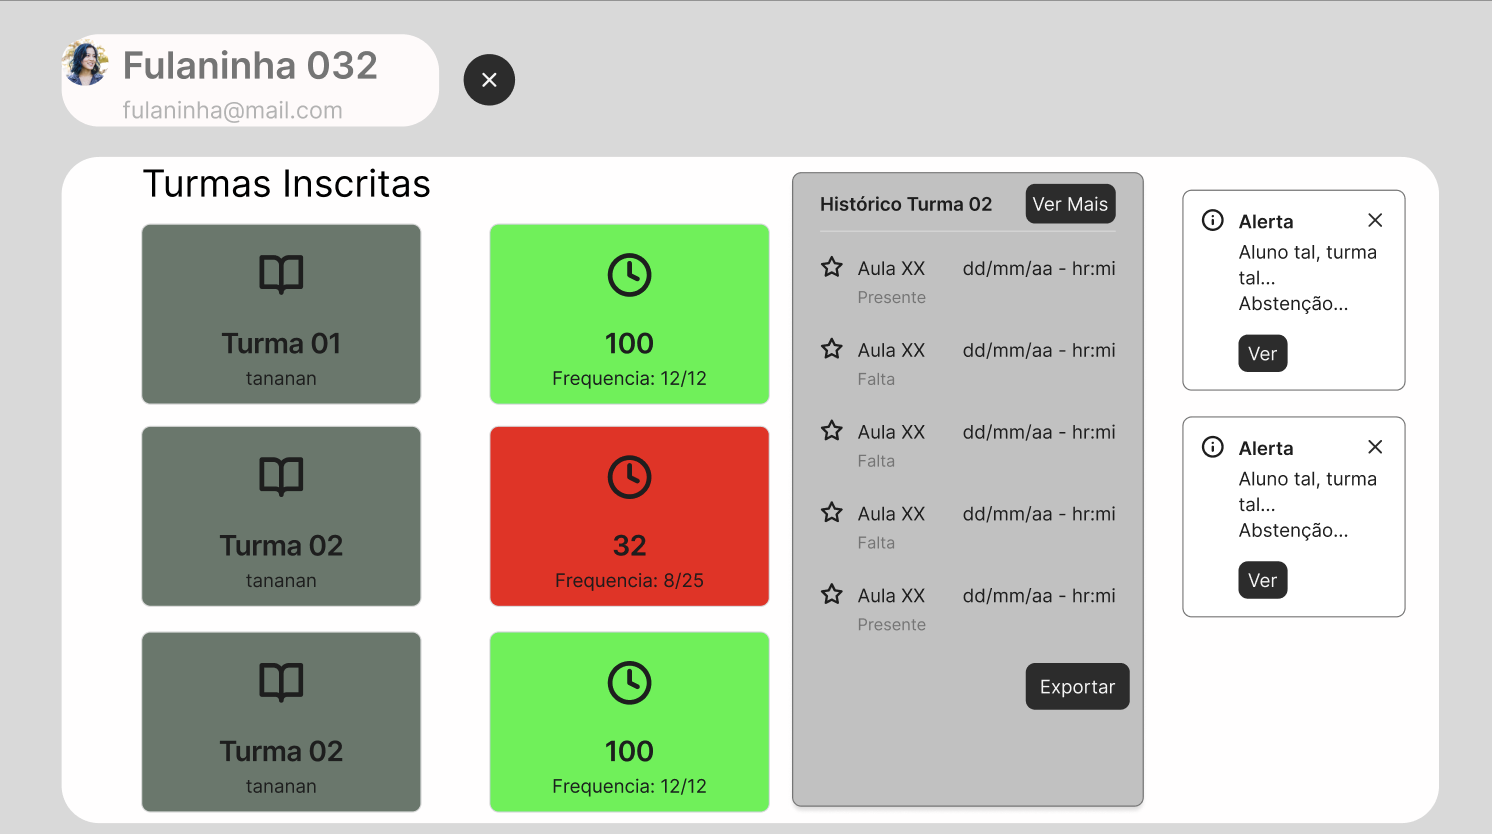 Fulaninha 032
fulaninha@mail.com
Turmas Inscritas
Turma 01
tananan
100
Frequencia: 12/12
Turma 02
tananan
32
Frequencia: 8/25
Turma 02
tananan
100
Frequencia: 12/12
Histórico Turma 02
Ver Mais
Aula XX dd/mm/aa - hr:mi
Presente
Aula XX dd/mm/aa - hr:mi
Falta
Aula XX dd/mm/aa - hr:mi
Falta
Aula XX dd/mm/aa - hr:mi
Falta
Aula XX dd/mm/aa - hr:mi
Presente
Exportar
Alerta
Aluno tal, turma
tal...
Abstenção...
Ver
Alerta
Aluno tal, turma
tal...
Abstenção...
Ver